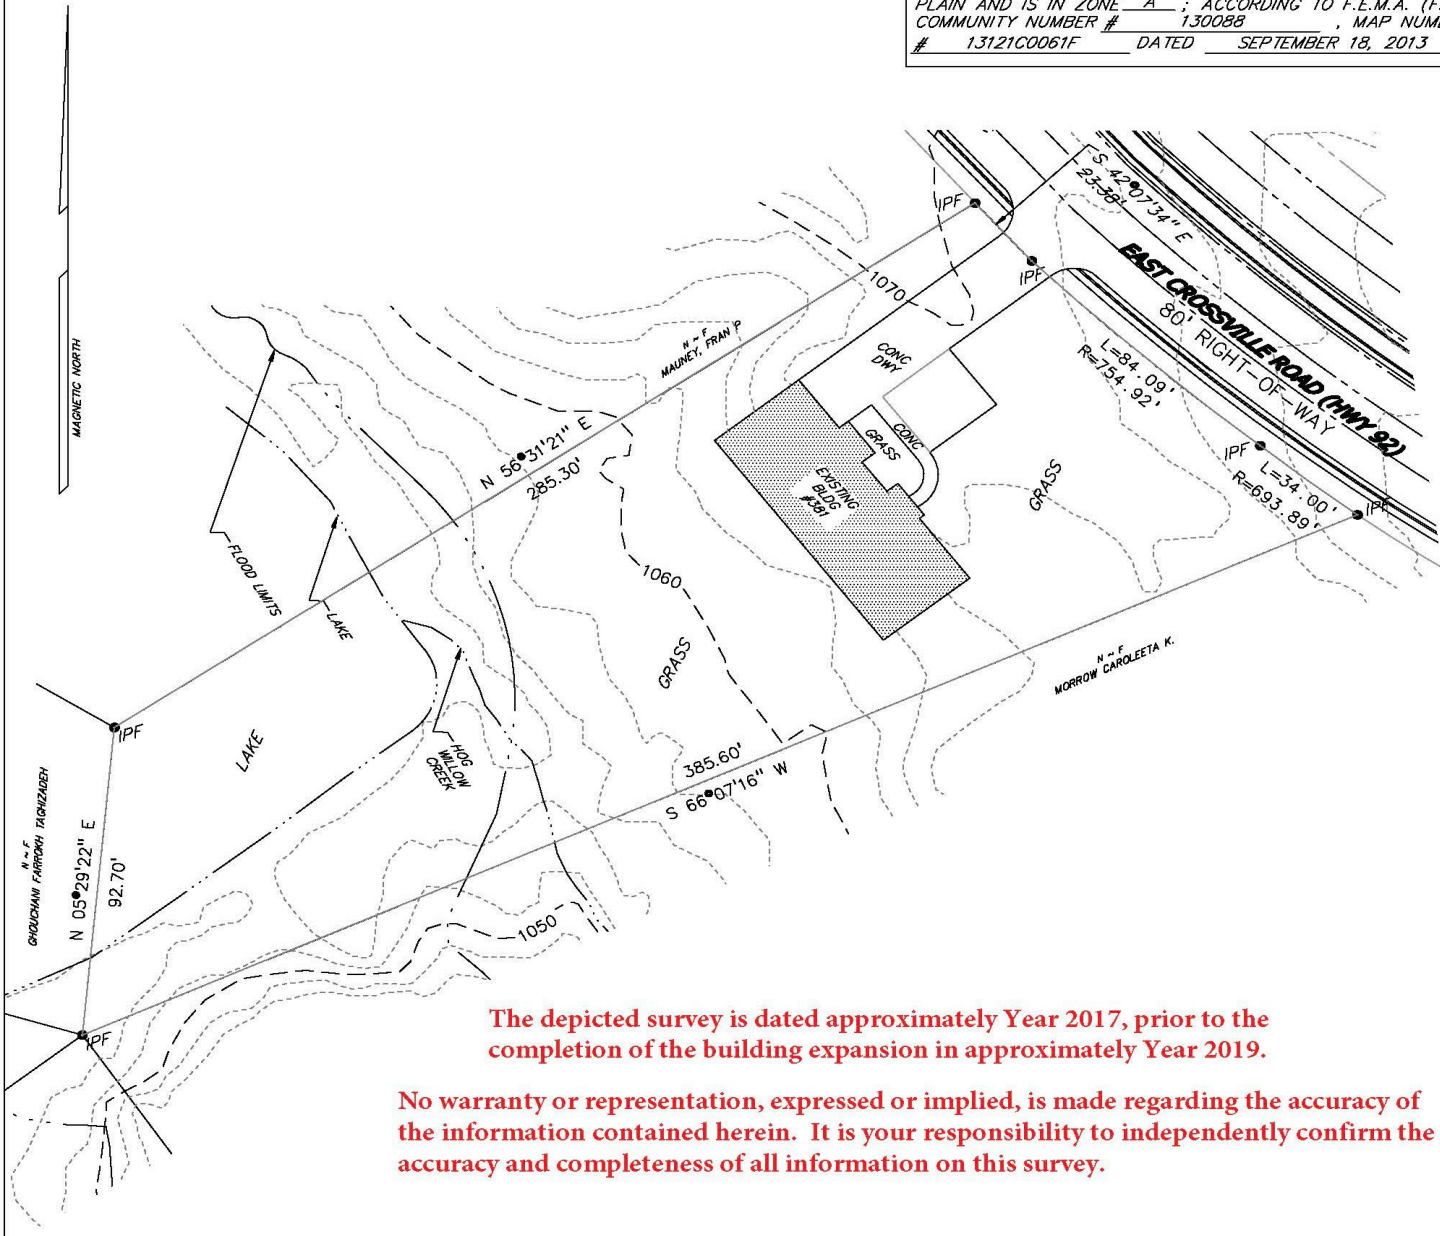 PLAIN AND IS IN ZONE A ; ACCORDING TO F.E.M.A.
COMMUNITY NUMBER # 130088 , MAP
# 13121C0061F DATED SEPTEMBER 18, 2013
MAGNETIC NORTH
S 42°07'34" E
23.38'
IPF
IPF
EAST CROSSVILLE ROAD (HWY 92)
80' RIGHT-OF-WAY
1070
N ~ F
MAUNEY, FRAN P
CONC
DWY
L=84.09'
R=754.92'
GRASS
CONC
IPF
L=34.00'
R=693.89'
IPF
EXISTING
BLDG
#381
GRASS
N 56°31'21" E
285.30'
FLOOD LIMITS
LAKE
1060
GRASS
N ~ F
MORROW CAROLEETA K.
IPF
LAKE
HOG
WILLOW
CREEK
385.60'
S 66°07'16" W
N ~ F
GHOUCHANI FARROKH TAGHIZADEH
N 05°29'22" E
92.70'
1050
IPF
The depicted survey is dated approximately Year 2017, prior to the
completion of the building expansion in approximately Year 2019.
No warranty or representation, expressed or implied, is made regarding the accuracy of
the information contained herein. It is your responsibility to independently confirm the
accuracy and completeness of all information on this survey.